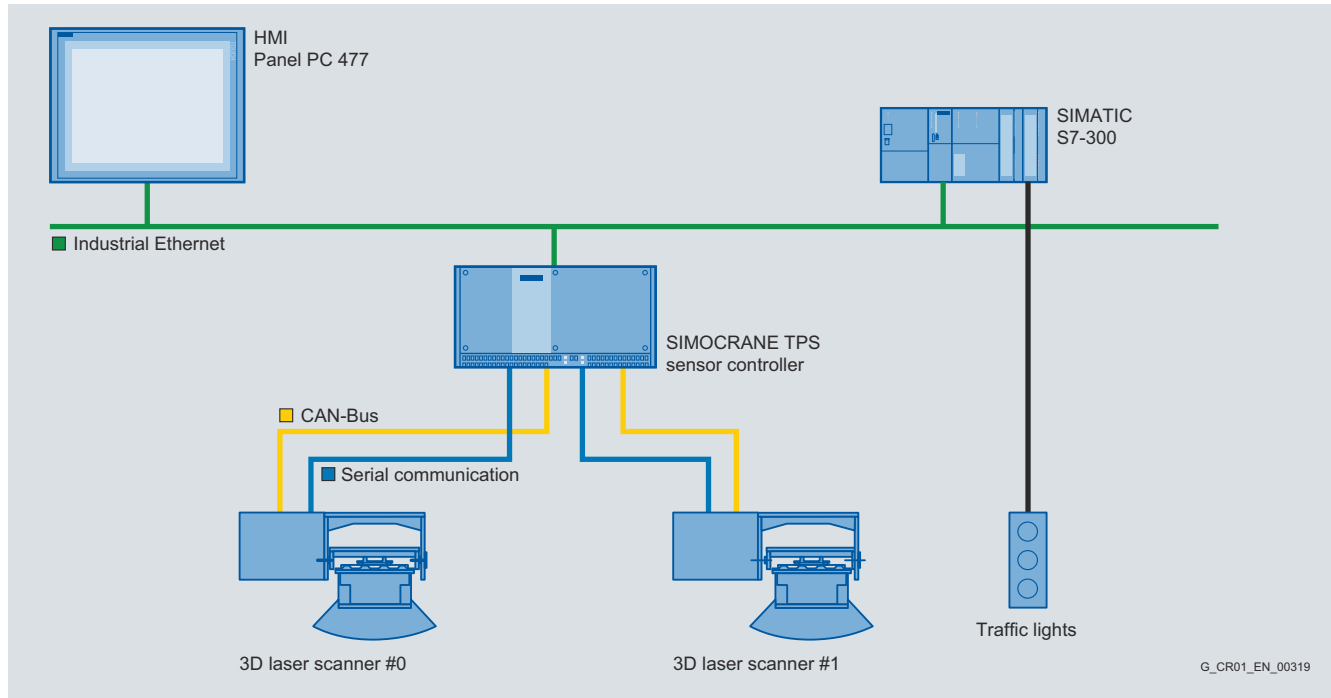 HMI
Panel PC 477
SIMATIC
S7-300
Industrial Ethernet
SIMOCRANE TPS
sensor controller
CAN-Bus
Serial communication
Traffic lights
3D laser scanner #0
3D laser scanner #1
G_CR01_EN_00319